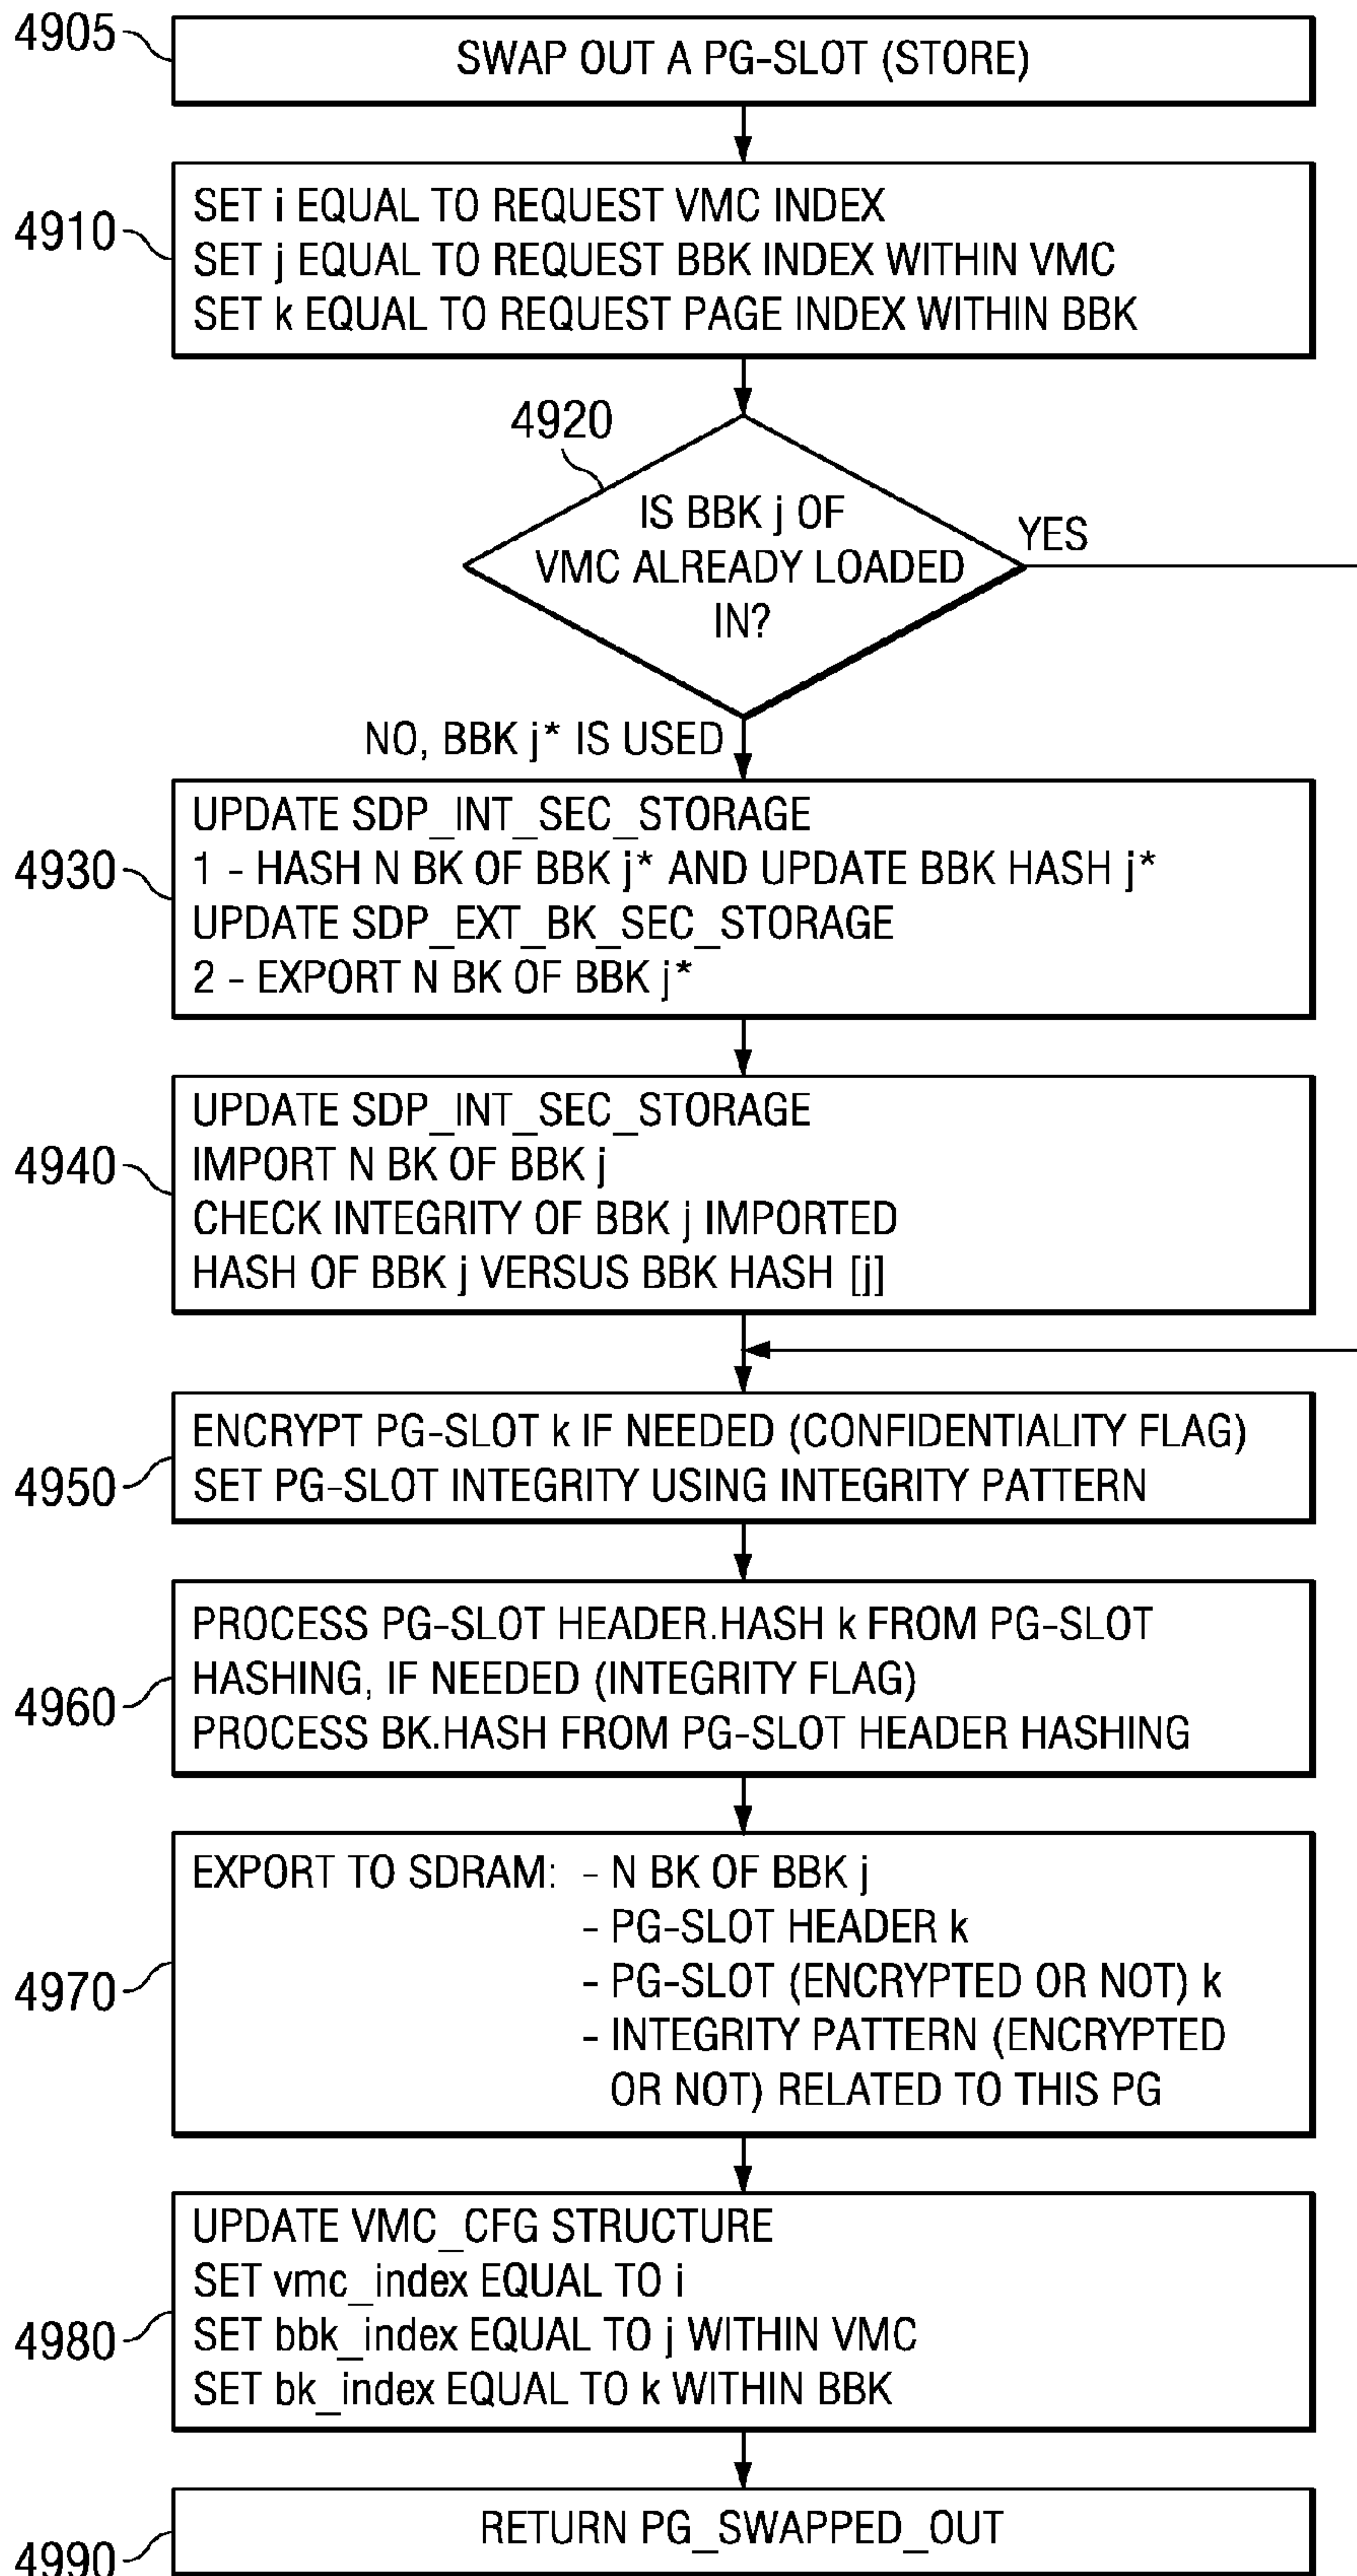 4905
SWAP OUT A PG-SLOT (STORE)
4910
SET i EQUAL TO REQUEST VMC INDEX
SET j EQUAL TO REQUEST BBK INDEX WITHIN VMC
SET k EQUAL TO REQUEST PAGE INDEX WITHIN BBK
4920
IS BBK j OF
VMC ALREADY LOADED
IN?
YES
NO, BBK j* IS USED
4930
UPDATE SDP_INT_SEC_STORAGE
1 - HASH N BK OF BBK j* AND UPDATE BBK HASH j*
UPDATE SDP_EXT_BK_SEC_STORAGE
2 - EXPORT N BK OF BBK j*
4940
UPDATE SDP_INT_SEC_STORAGE
IMPORT N BK OF BBK j
CHECK INTEGRITY OF BBK j IMPORTED
HASH OF BBK j VERSUS BBK HASH [j]
4950
ENCRYPT PG-SLOT k IF NEEDED (CONFIDENTIALITY FLAG)
SET PG-SLOT INTEGRITY USING INTEGRITY PATTERN
4960
PROCESS PG-SLOT HEADER.HASH k FROM PG-SLOT
HASHING, IF NEEDED (INTEGRITY FLAG)
PROCESS BK.HASH FROM PG-SLOT HEADER HASHING
4970
EXPORT TO SDRAM: - N BK OF BBK j
- PG-SLOT HEADER k
- PG-SLOT (ENCRYPTED OR NOT) k
- INTEGRITY PATTERN (ENCRYPTED
OR NOT) RELATED TO THIS PG
4980
UPDATE VMC_CFG STRUCTURE
SET vmc_index EQUAL TO i
SET bbk_index EQUAL TO j WITHIN VMC
SET bk_index EQUAL TO k WITHIN BBK
4990
RETURN PG_SWAPPED_OUT